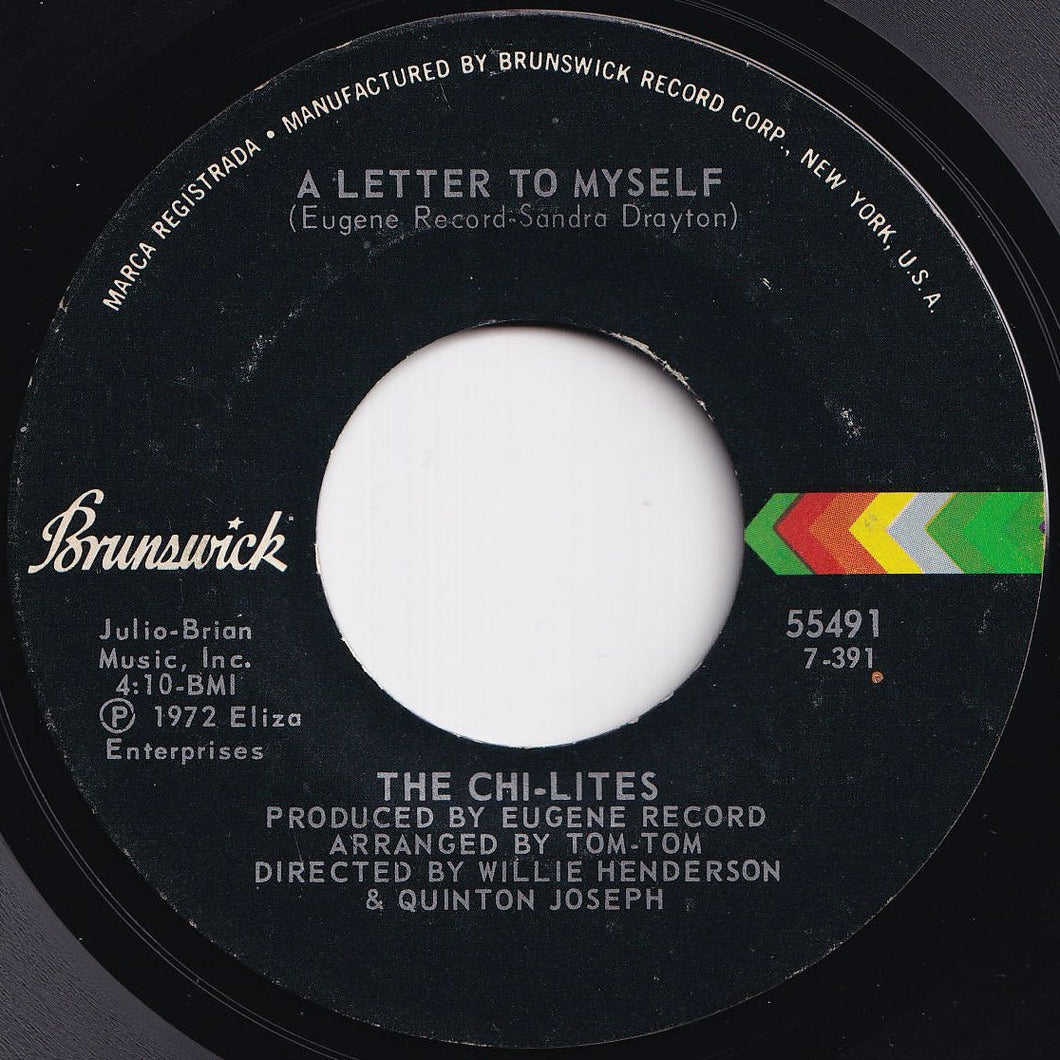 MARCA REGISTRADA • MANUFACTURED BY BRUNSWICK RECORD CORP., NEW YORK, U.S.A.
A LETTER TO MYSELF
(Eugene Record-Sandra Drayton)
Brunswick
Julio-Brian
Music, Inc.
4:10-BMI
Ⓟ 1972 Eliza
Enterprises
55491
7-391
THE CHI-LITES
PRODUCED BY EUGENE RECORD
ARRANGED BY TOM-TOM
DIRECTED BY WILLIE HENDERSON
& QUINTON JOSEPH